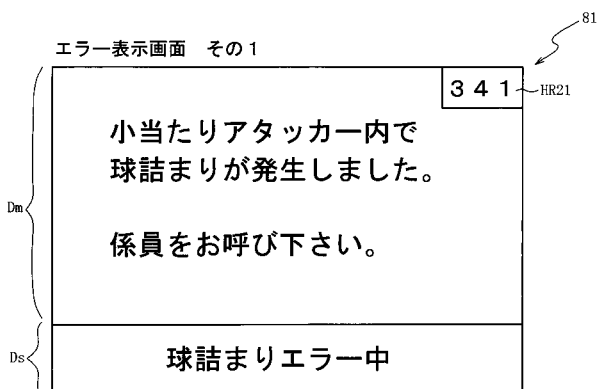 81
エラー表示画面　その１
３４１
HR21
小当たりアタッカー内で
球詰まりが発生しました。
係員をお呼び下さい。
Dm
Ds
球詰まりエラー中